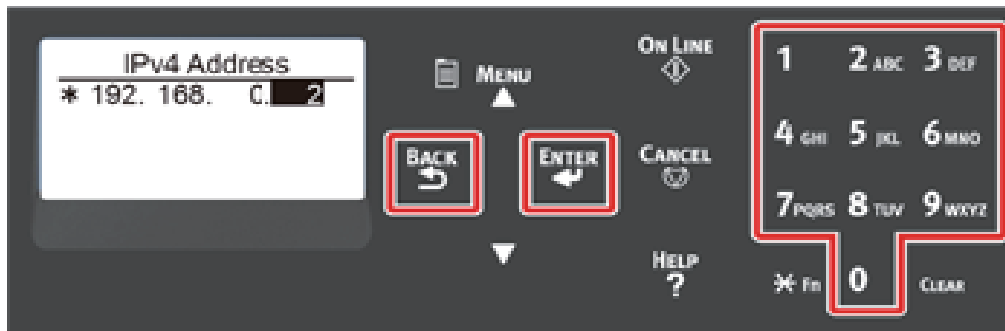 IPv4 Address
* 192. 168. 0. 2
MENU
BACK
ENTER
ON LINE
CANCEL
HELP
?
1 2 ABC 3 DEF
4 GHI 5 JKL 6 MNO
7 PQRS 8 TUV 9 WXYZ
* Fn 0 CLEAR